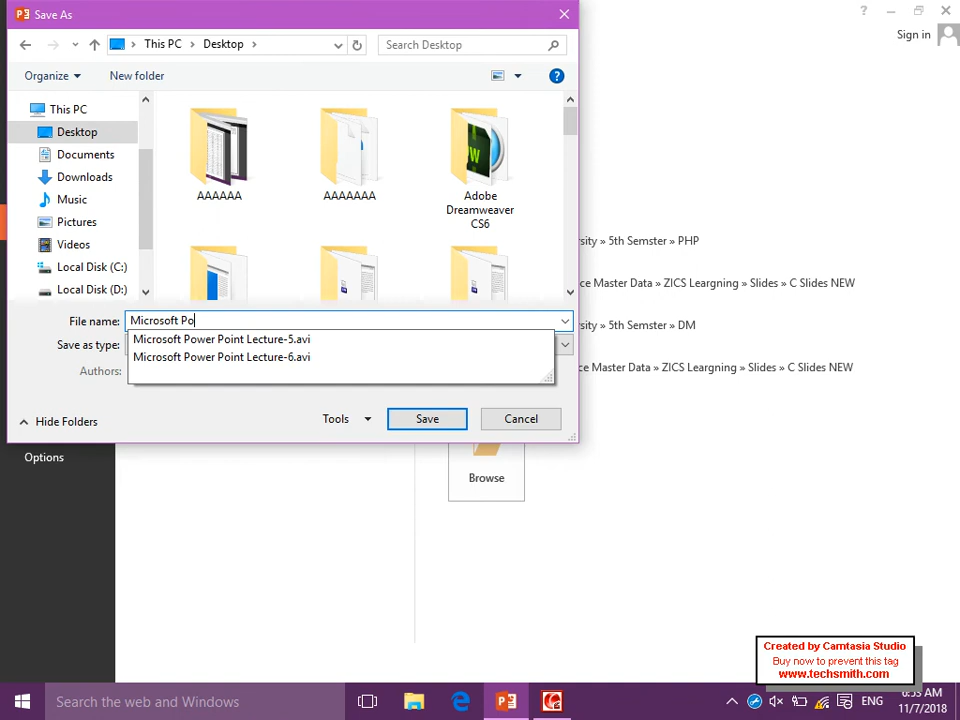 Save As
This PC
Desktop
Search Desktop
Sign in
Organize
New folder
This PC
Desktop
Documents
Downloads
Music
Pictures
Videos
Local Disk (C:)
Local Disk (D:)
AAAAAA
AAAAAAA
Adobe
Dreamweaver
CS6
rsity » 5th Semster » PHP
ce Master Data » ZICS Leargning » Slides » C Slides NEW
rsity » 5th Semster » DM
ce Master Data » ZICS Leargning » Slides » C Slides NEW
File name: Microsoft Po
Save as type:
Microsoft Power Point Lecture-5.avi
Microsoft Power Point Lecture-6.avi
Authors:
Hide Folders
Tools
Save
Cancel
Options
Browse
Created by Camtasia Studio
Buy now to prevent this tag
www.techsmith.com
Search the web and Windows
ENG
11/7/2018